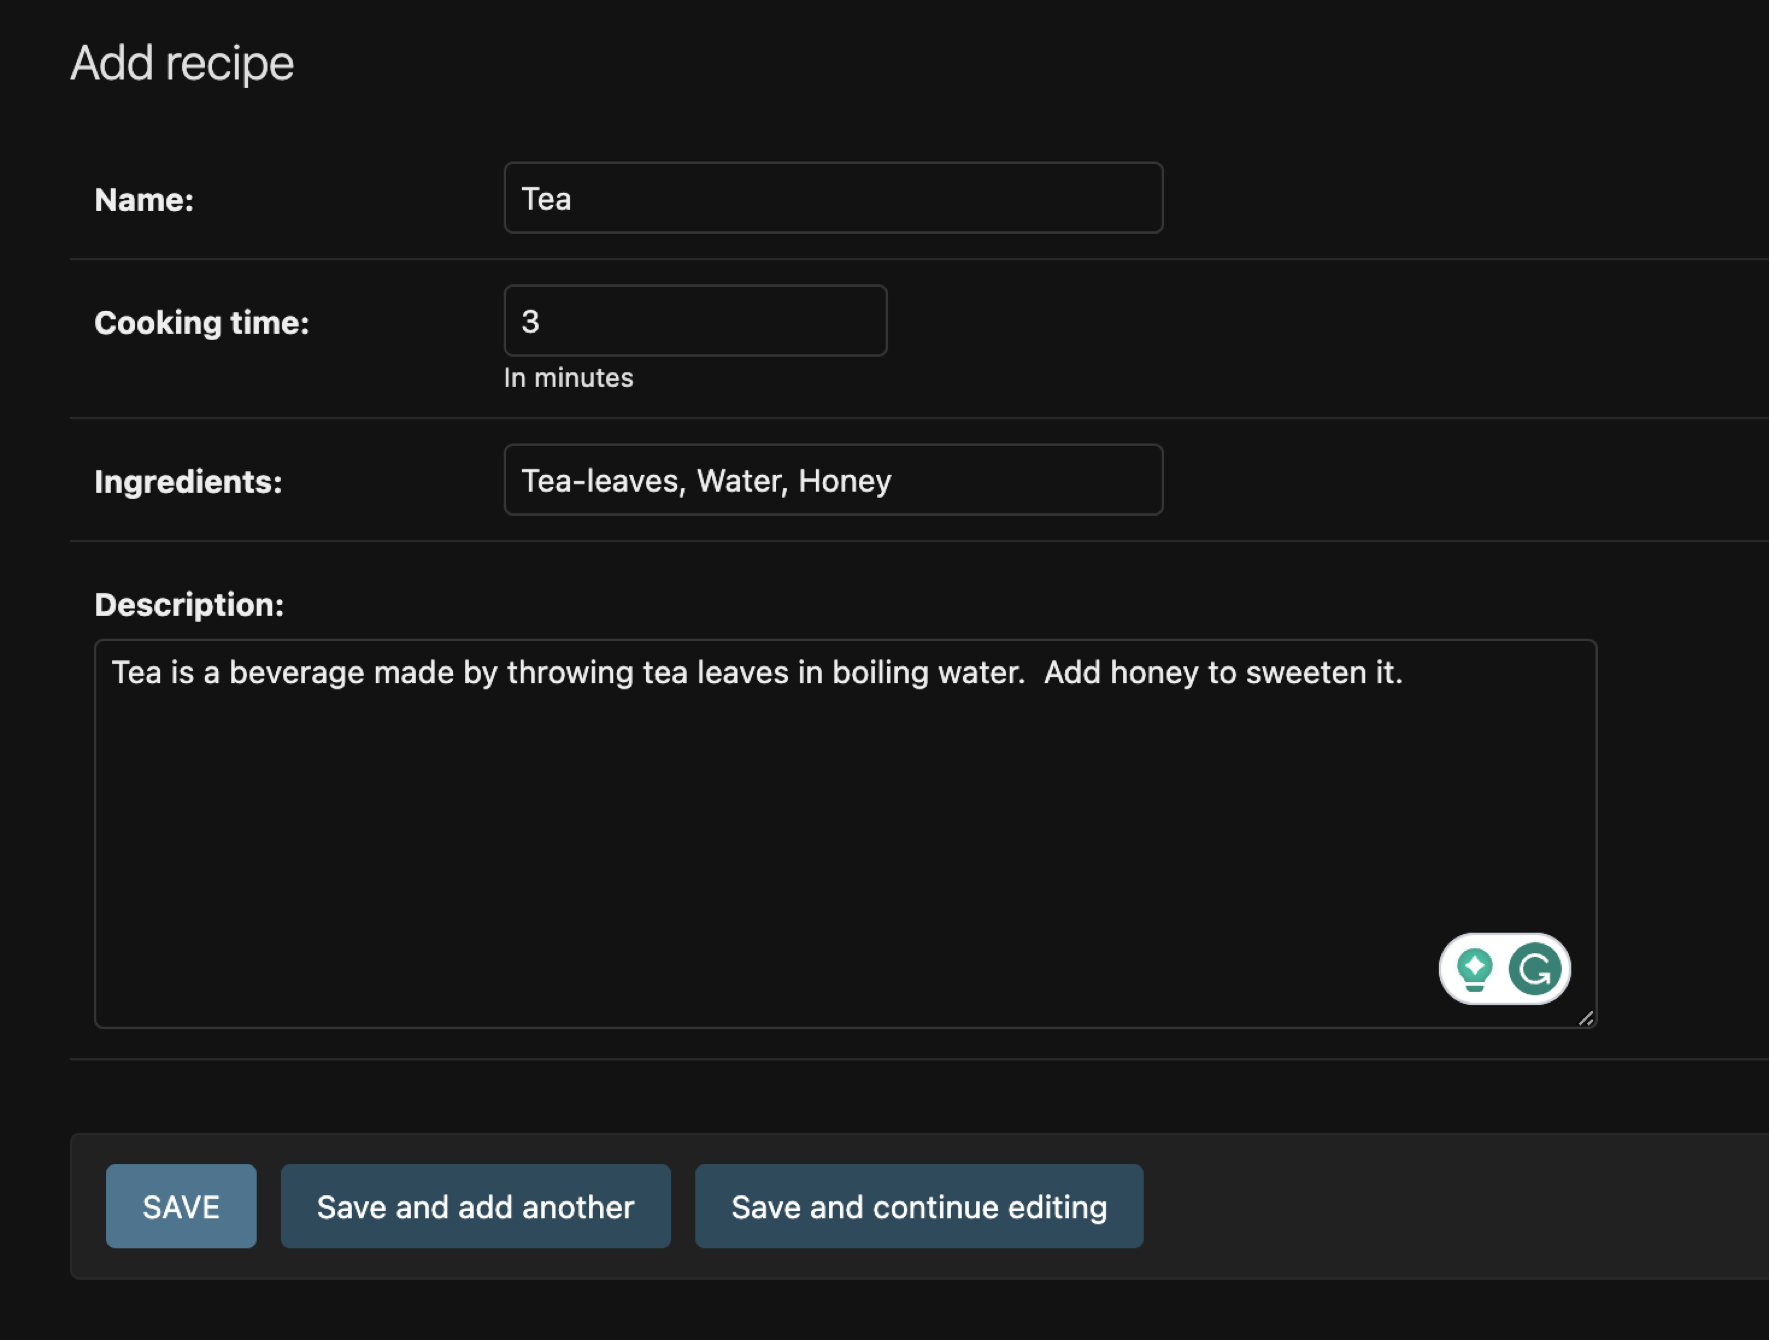 Add recipe
Name:
Tea
Cooking time:
3
In minutes
Ingredients:
Tea-leaves, Water, Honey
Description:
Tea is a beverage made by throwing tea leaves in boiling water.  Add honey to sweeten it.
SAVE
Save and add another
Save and continue editing